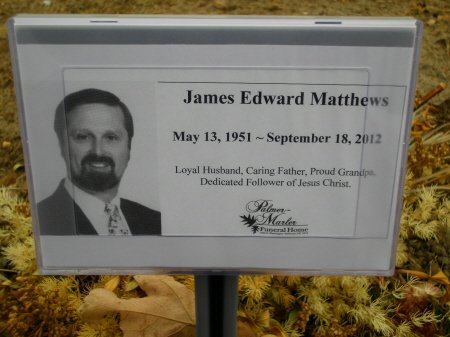 James Edward Matthews
May 13, 1951 ~ September 18, 2012
Loyal Husband, Caring Father, Proud Grandpa,
Dedicated Follower of Jesus Christ.
Palmer-
Marler
Funeral Home